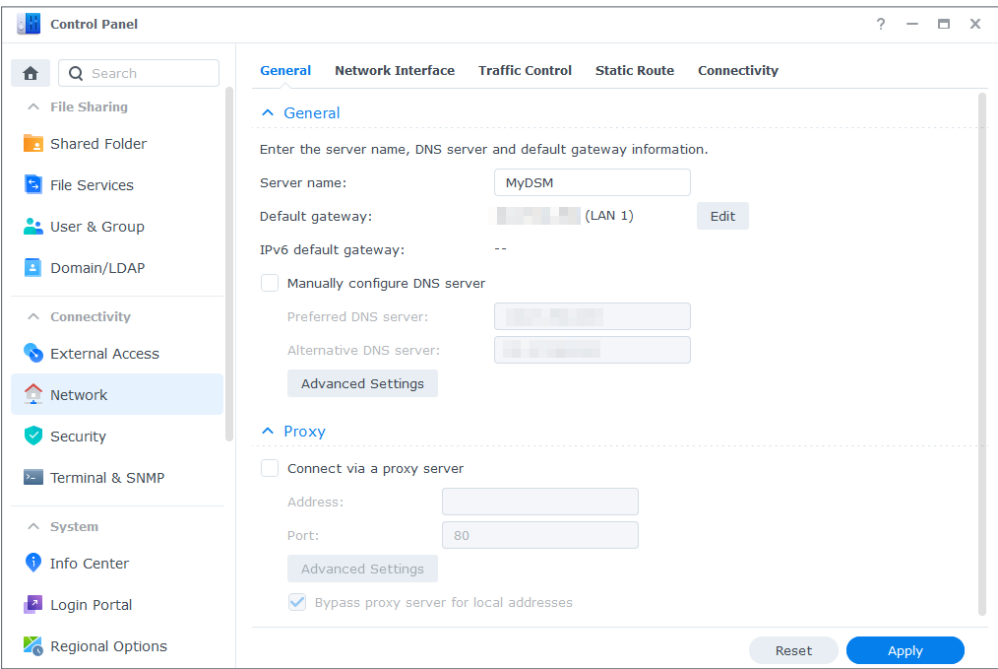 Control Panel
?
Search
File Sharing
Shared Folder
File Services
User & Group
Domain/LDAP
Connectivity
External Access
Network
Security
Terminal & SNMP
System
Info Center
Login Portal
Regional Options
General Network Interface Traffic Control Static Route Connectivity
General
Enter the server name, DNS server and default gateway information.
Server name: MyDSM
Default gateway: (LAN 1) Edit
IPv6 default gateway: --
Manually configure DNS server
Preferred DNS server:
Alternative DNS server:
Advanced Settings
Proxy
Connect via a proxy server
Address:
Port: 80
Advanced Settings
Bypass proxy server for local addresses
Reset Apply